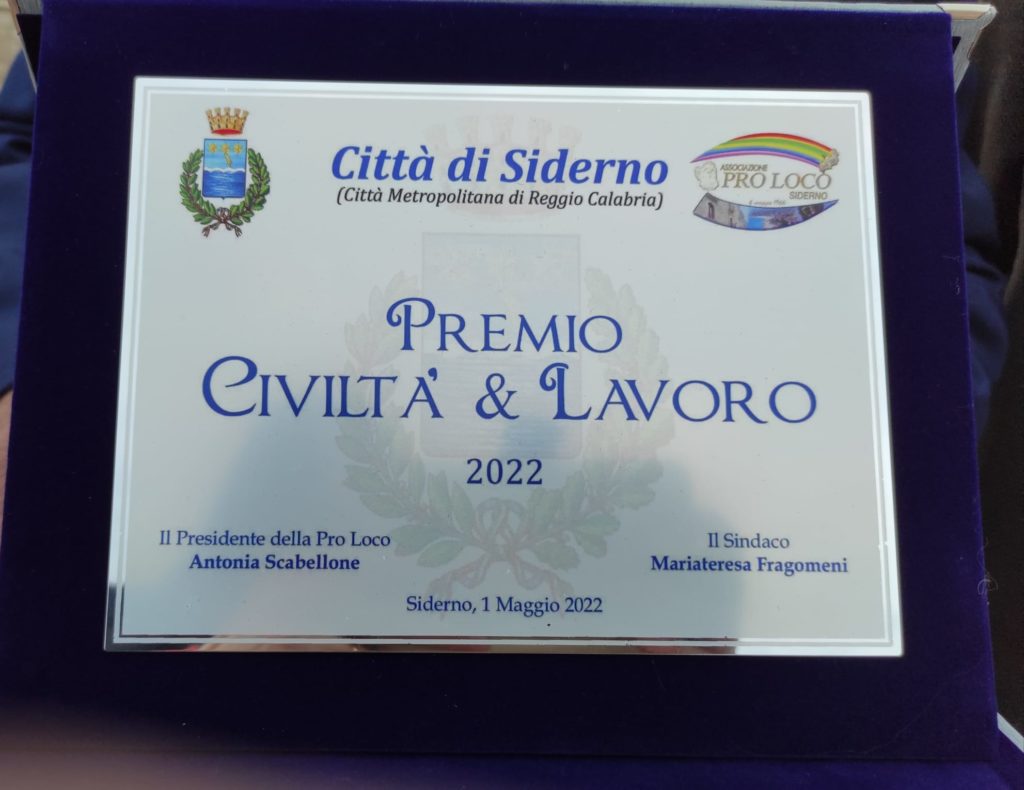 Città di Siderno
(Città Metropolitana di Reggio Calabria)
ASSOCIAZIONE
PRO LOCO
SIDERNO
PREMIO
CIVILTA' & LAVORO
2022
Il Presidente della Pro Loco
Antonia Scabellone
Il Sindaco
Mariateresa Fragomeni
Siderno, 1 Maggio 2022